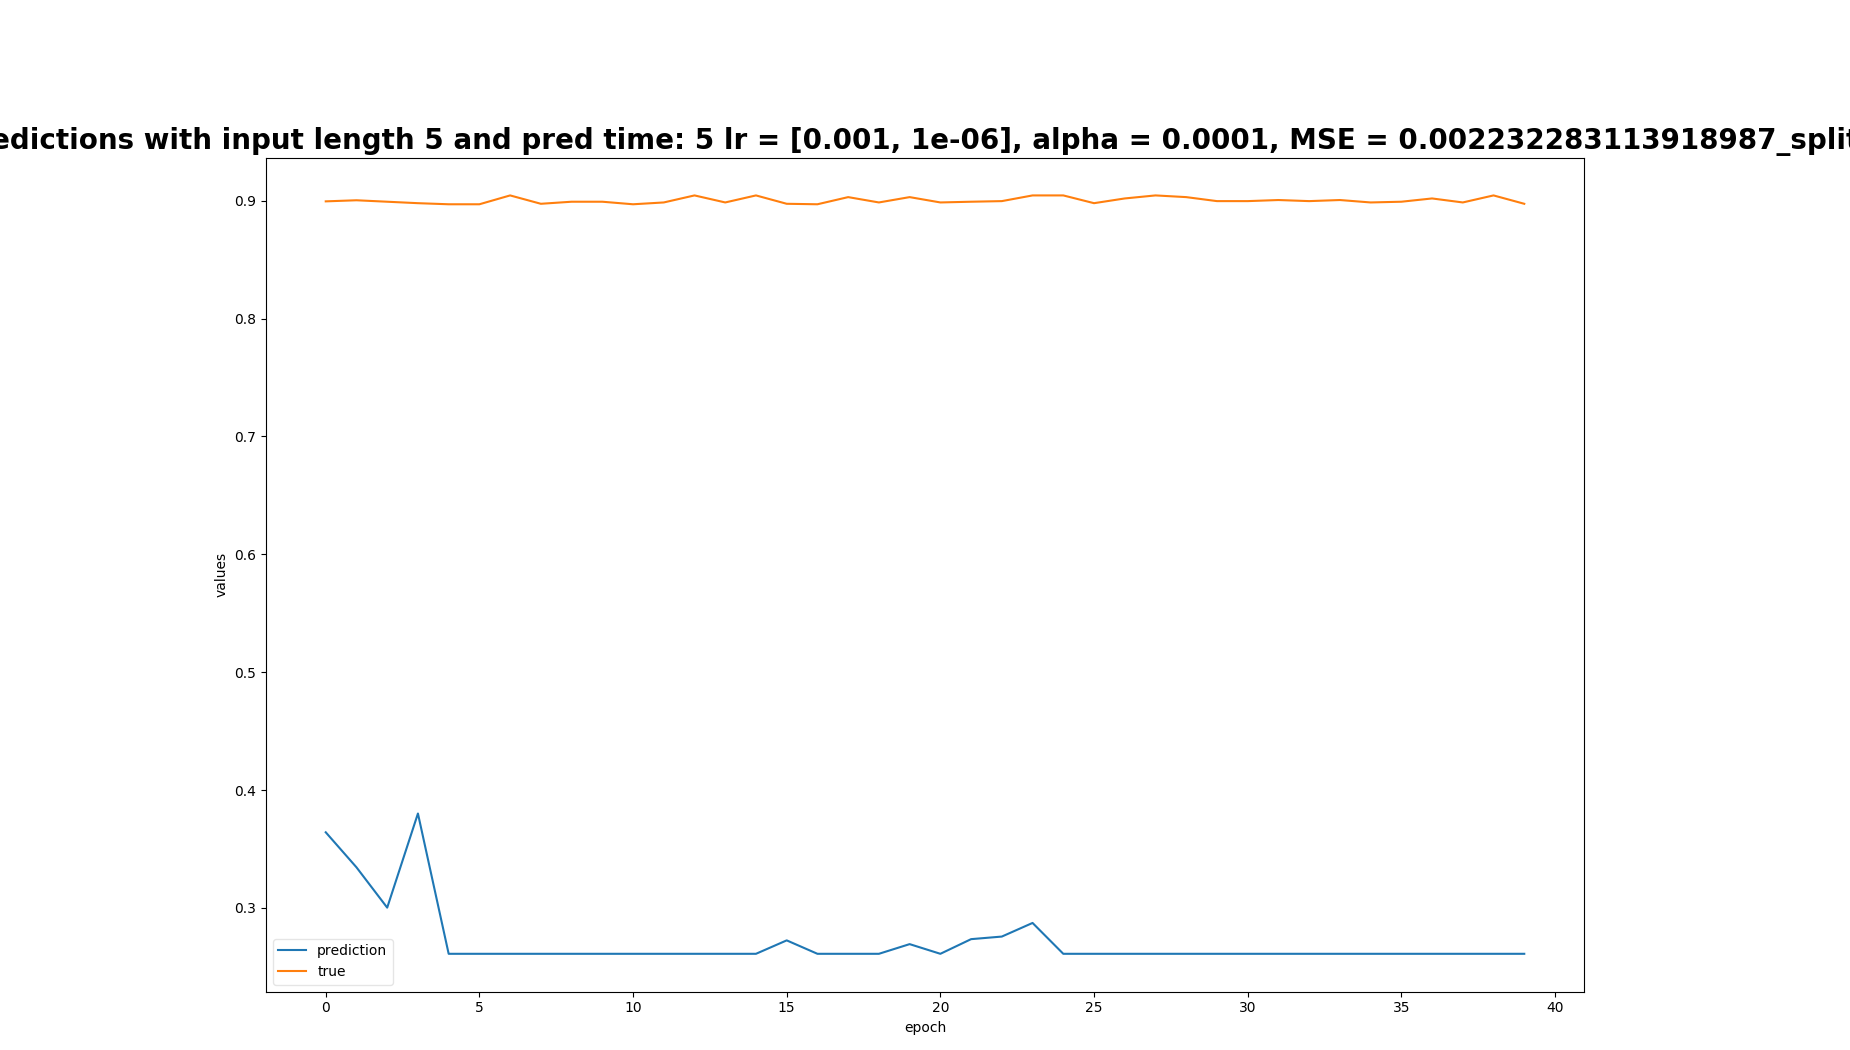 edictions with input length 5 and pred time: 5 lr = [0.001, 1e-06], alpha = 0.0001, MSE = 0.002232283113918987_split
0.9
0.8
0.7
0.6
0.5
0.4
0.3
values
prediction
true
0 5 10 15 20 25 30 35 40
epoch